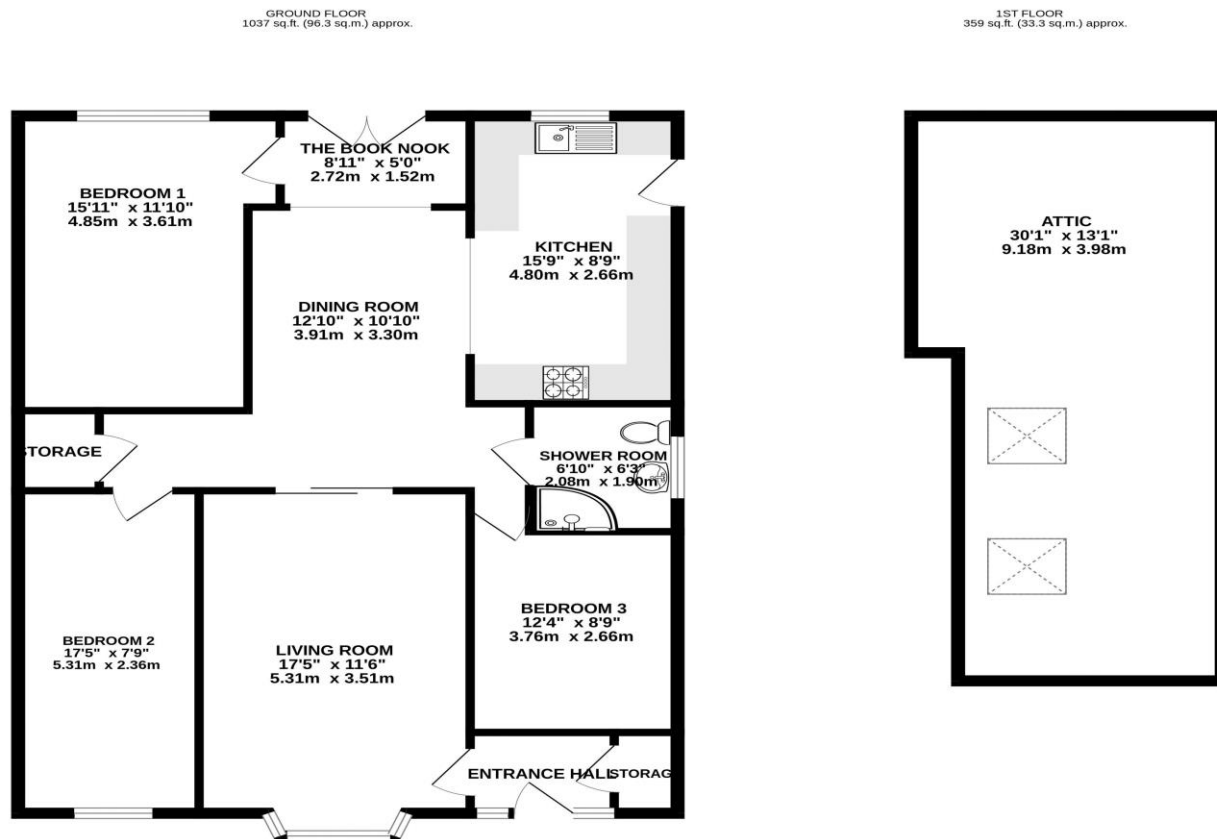 GROUND FLOOR
1037 sq.ft. (96.3 sq.m.) approx.
1ST FLOOR
359 sq.ft. (33.3 sq.m.) approx.
THE BOOK NOOK
8'11" x 5'0"
2.72m x 1.52m
BEDROOM 1
15'11" x 11'10"
4.85m x 3.61m
KITCHEN
15'9" x 8'9"
4.80m x 2.66m
ATTIC
30'1" x 13'1"
9.18m x 3.98m
DINING ROOM
12'10" x 10'10"
3.91m x 3.30m
STORAGE
SHOWER ROOM
6'10" x 6'3"
2.08m x 1.90m
BEDROOM 2
17'5" x 7'9"
5.31m x 2.36m
LIVING ROOM
17'5" x 11'6"
5.31m x 3.51m
BEDROOM 3
12'4" x 8'9"
3.76m x 2.66m
ENTRANCE HALL
STORAG